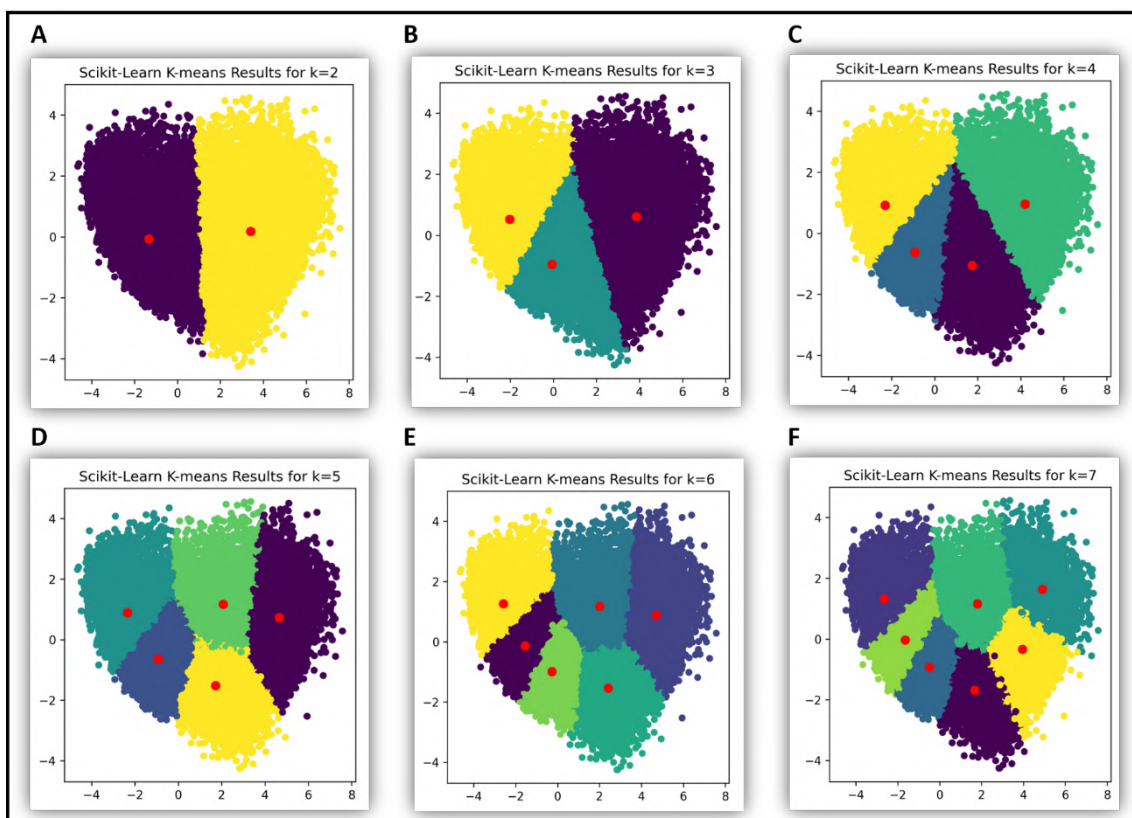 A
Scikit-Learn K-means Results for k=2
4
2
0
−2
−4
−4 −2 0 2 4 6 8
B
Scikit-Learn K-means Results for k=3
4
2
0
−2
−4
−4 −2 0 2 4 6 8
C
Scikit-Learn K-means Results for k=4
4
2
0
−2
−4
−4 −2 0 2 4 6 8
D
Scikit-Learn K-means Results for k=5
4
2
0
−2
−4
−4 −2 0 2 4 6 8
E
Scikit-Learn K-means Results for k=6
4
2
0
−2
−4
−4 −2 0 2 4 6 8
F
Scikit-Learn K-means Results for k=7
4
2
0
−2
−4
−4 −2 0 2 4 6 8